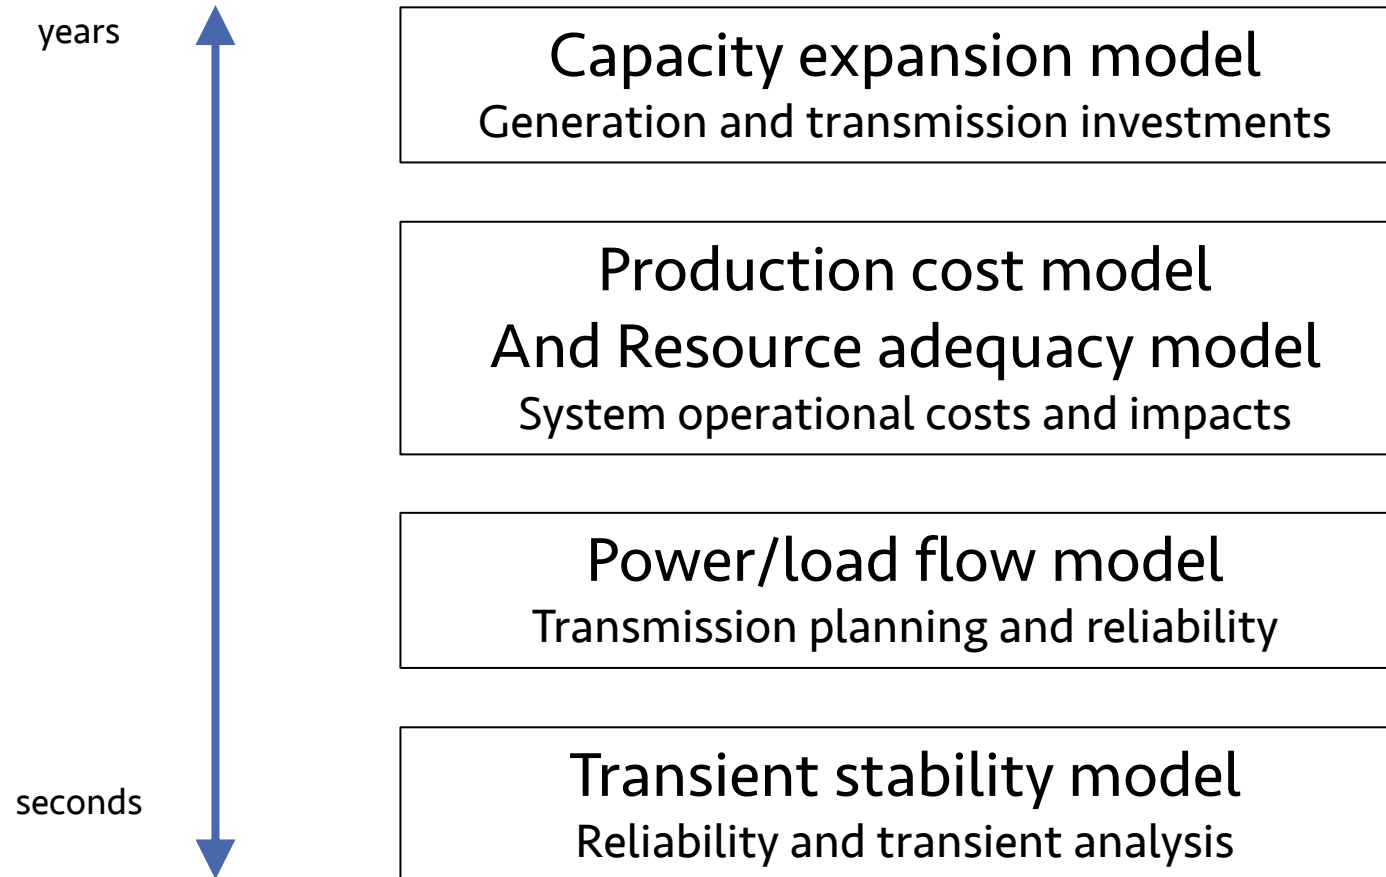 years
Capacity expansion model
Generation and transmission investments
Production cost model
And Resource adequacy model
System operational costs and impacts
Power/load flow model
Transmission planning and reliability
Transient stability model
seconds
Reliability and transient analysis